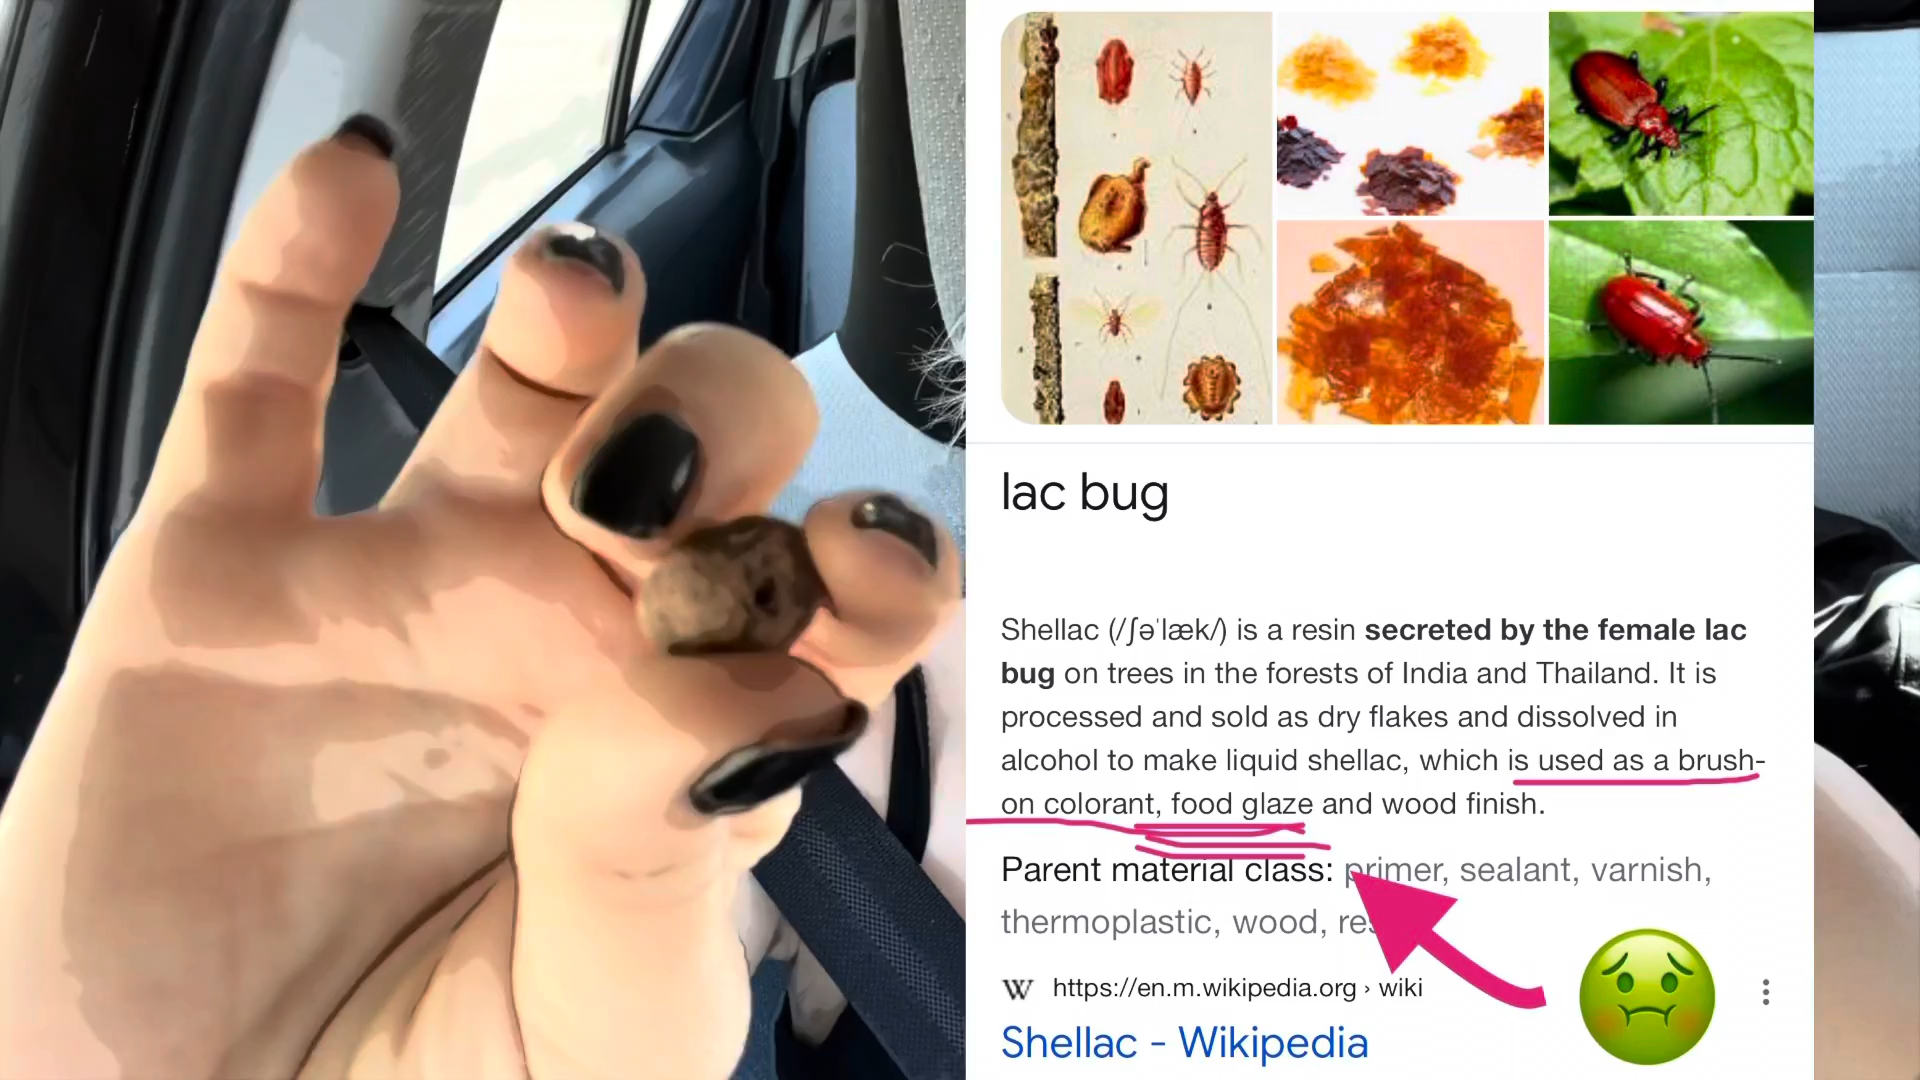 lac bug
Shellac (/ʃəˈlæk/) is a resin secreted by the female lac
bug on trees in the forests of India and Thailand. It is
processed and sold as dry flakes and dissolved in
alcohol to make liquid shellac, which is used as a brush-
on colorant, food glaze and wood finish.
Parent material class: primer, sealant, varnish,
thermoplastic, wood,
W https://en.m.wikipedia.org › wiki
Shellac - Wikipedia